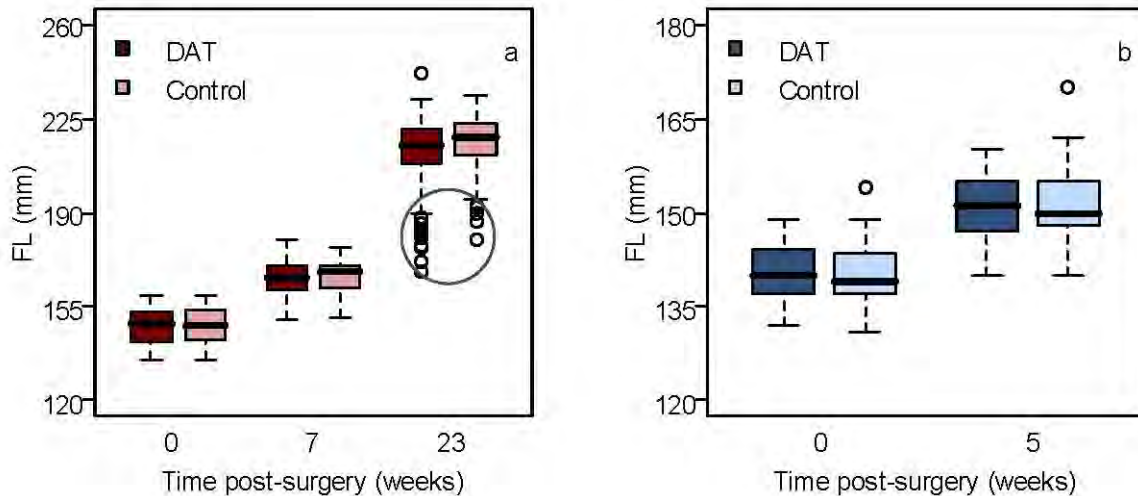 260
225
190
155
120
FL (mm)
DAT
Control
a
0 7 23
Time post-surgery (weeks)
180
165
150
135
120
FL (mm)
DAT
Control
b
0 5
Time post-surgery (weeks)